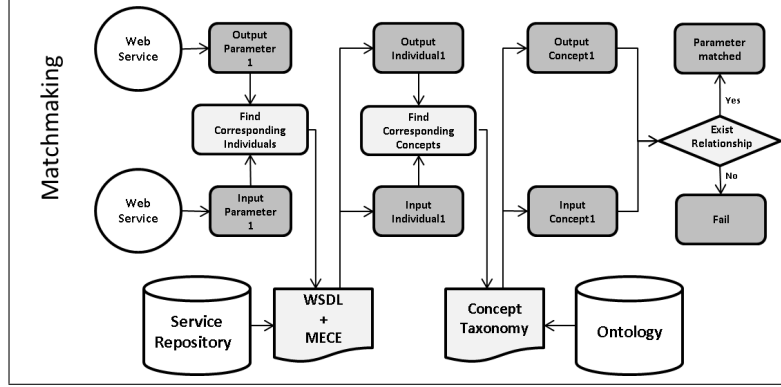 Matchmaking
Web
Service
Output
Parameter
1
Output
Individual1
Output
Concept1
Parameter
matched
Find
Corresponding
Individuals
Find
Corresponding
Concepts
Yes
Exist
Relationship
No
Web
Service
Input
Parameter
1
Input
Individual1
Input
Concept1
Fail
Service
Repository
WSDL
+
MECE
Concept
Taxonomy
Ontology